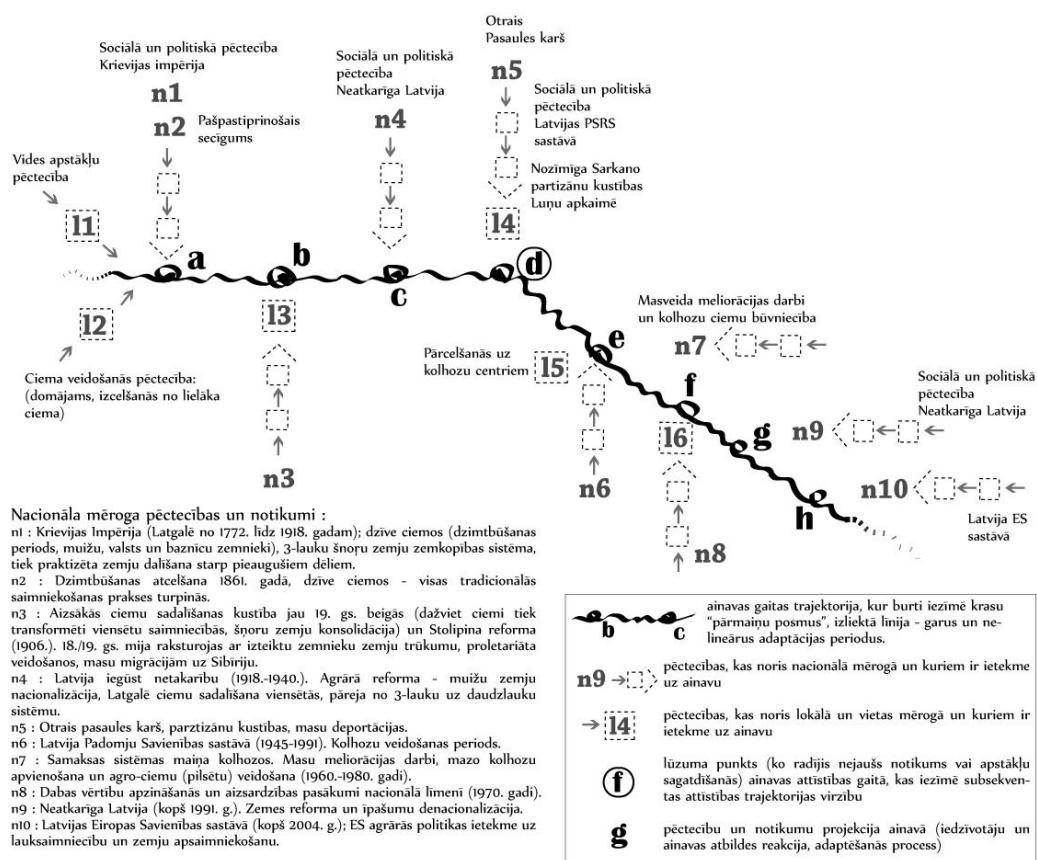 Otrais
Pasaules karš
n5
Sociālā un politiskā pēctecība
Krievijas impērija
n1
n2
Pašpastiprinošais
secīgums
Sociālā un politiskā
pēctecība
Neatkarīga Latvija
n4
Sociālā un politiskā
pēctecība
Latvijas PSRS
sastāvā
Nozīmīga Sarkano
partizānu kustības
Luņu apkaimē
Vides apstākļu
pēctecība
l1
l4
a
b
c
d
l2
l3
Ciema veidošanās pēctecība:
(domājams, izcelšanās no lielāka
ciema)
n3
Masveida meliorācijas darbi
un kolhozu ciemu būvniecība
n7
Pārcelšanās uz
kolhozu centriem
l5
e
f
l6
g
h
n6
n8
Sociālā un politiskā
pēctecība
Neatkarīga Latvija
n9
n10
Latvija ES
sastāvā
Nacionāla mēroga pēctecības un notikumi :
n1 : Krievijas Impērija (Latgalē no 1772. līdz 1918. gadam); dzīve ciemos (dzimtbūšanas
periods, muižu, valsts un baznīcu zemnieki), 3-lauku šņoru zemju zemkopības sistēma,
tiek praktizēta zemju dalīšana starp pieaugušiem dēliem.
n2 : Dzimtbūšanas atcelšana 1861. gadā, dzīve ciemos - visas tradicionālās
saimniekošanas prakses turpinās.
n3 : Aizsākās ciemu sadalīšanas kustība jau 19. gs. beigās (dažviet ciemi tiek
transformēti viensētu saimniecībās, šņoru zemju konsolidācija) un Stolipina reforma
(1906.). 18./19. gs. mija raksturojas ar izteiktu zemnieku zemju trūkumu, proletariāta
veidošanos, masu migrācijām uz Sibīriju.
n4 : Latvija iegūst netakarību (1918.-1940.). Agrārā reforma - muižu zemju
nacionalizācija, Latgalē ciemu sadalīšana viensētās, pāreja no 3-lauku uz daudzlauku
sistēmu.
n5 : Otrais pasaules karš, parztizānu kustības, masu deportācijas.
n6 : Latvija Padomju Savienības sastāvā (1945-1991). Kolhozu veidošanas periods.
n7 : Samaksas sistēmas maiņa kolhozos. Masu meliorācijas darbi, mazo kolhozu
apvienošana un agro-ciemu (pilsētu) veidošana (1960.-1980. gadi).
n8 : Dabas vērtību apzināšanās un aizsardzības pasākumi nacionālā līmenī (1970. gadi).
n9 : Neatkarīga Latvija (kopš 1991. g.). Zemes reforma un īpašumu denacionalizācija.
n10 : Latvijas Eiropas Savienības sastāvā (kopš 2004. g.); ES agrārās politikas ietekme uz
lauksaimniecību un zemju apsaimniekošanu.
b
c
ainavas gaitas trajektorija, kur burti iezīmē krasu
"pārmaiņu posmus", izliektā līnija - garus un ne-
lineārus adaptācijas periodus.
n9
pēctecības, kas noris nacionālā mērogā un kuriem ir ietekme
uz ainavu
l4
pēctecības, kas noris lokālā un vietas mērogā un kuriem ir
ietekme uz ainavu
f
lūzuma punkts (ko radījis nejaušs notikums vai apstākļu
sagatdīšanās) ainavas attīstības gaitā, kas iezīmē subsekven-
tas attīstības trajektorijas virzību
g
pēctecību un notikumu projekcija ainavā (iedzīvotāju un
ainavas atbildes reakcija, adaptēšanās process)